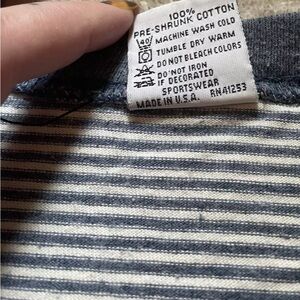 100%
PRE-SHRUNK COTTON
40 MACHINE WASH COLD
TUMBLE DRY WARM
DO NOT BLEACH COLORS
DO NOT IRON
IF DECORATED
SPORTSWEAR
MADE IN U.S.A. RN41253